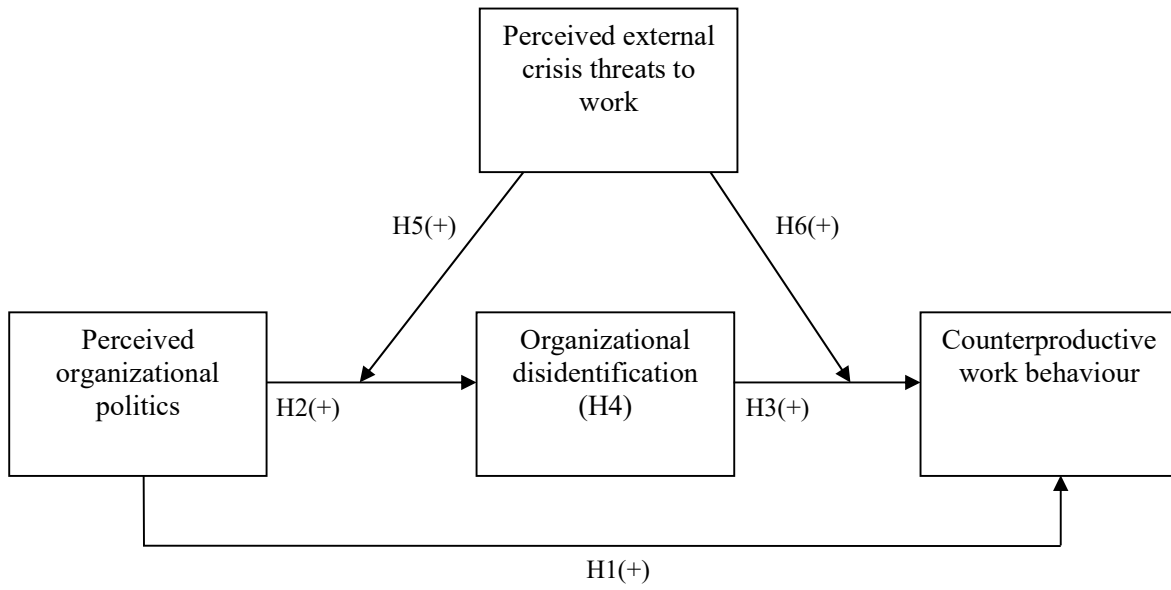 Perceived external
crisis threats to
work
H5(+)
H6(+)
Perceived
organizational
politics
H2(+)
Organizational
disidentification
(H4)
H3(+)
Counterproductive
work behaviour
H1(+)